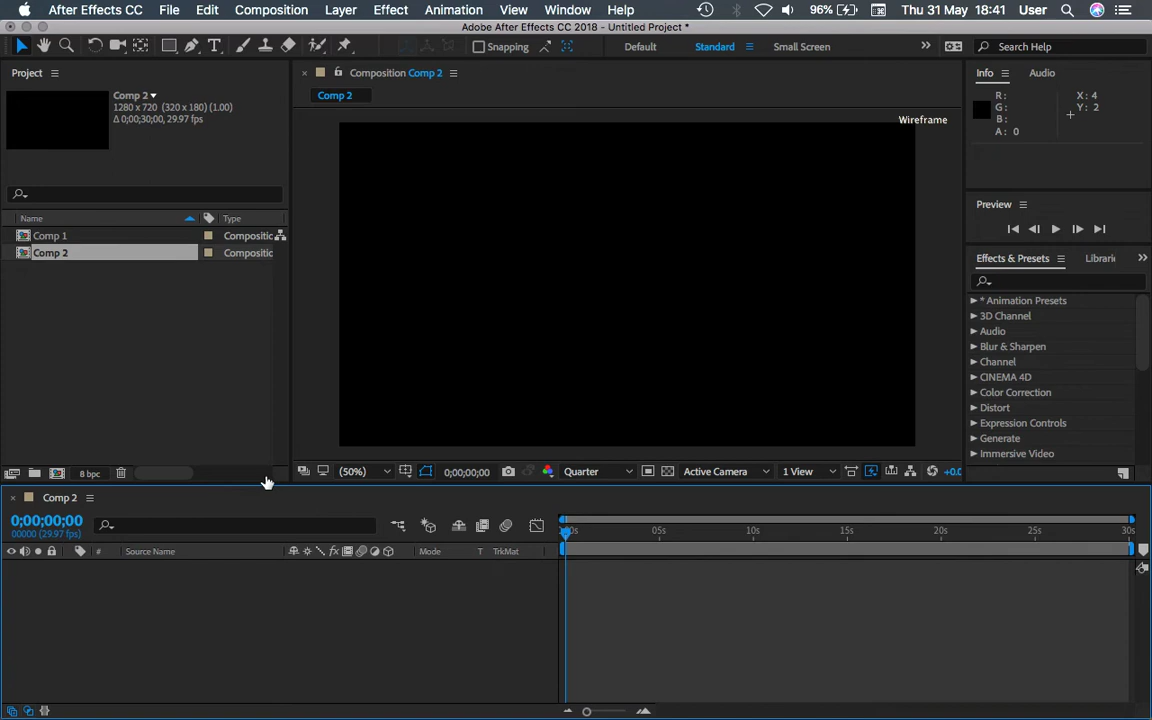 After Effects CC File Edit Composition Layer Effect Animation View Window Help 96% Thu 31 May 18:41 User
Adobe After Effects CC 2018 - Untitled Project *
Snapping Default Standard Small Screen Search Help
Project
Comp 2
1280 x 720 (320 x 180) (1.00)
Δ 0;00;30;00, 29.97 fps
Name Type
Comp 1 Compositic
Comp 2 Compositic
8 bpc
Composition Comp 2
Comp 2
Wireframe
(50%) 0;00;00;00 Quarter Active Camera 1 View +0.0
Info Audio
R: X: 4
G: Y: 2
B:
A: 0
Preview
Effects & Presets Librari
* Animation Presets
3D Channel
Audio
Blur & Sharpen
Channel
CINEMA 4D
Color Correction
Distort
Expression Controls
Generate
Immersive Video
Comp 2
0;00;00;00
00000 (29.97 fps)
# Source Name Mode T TrkMat
05s 10s 15s 20s 25s 30s